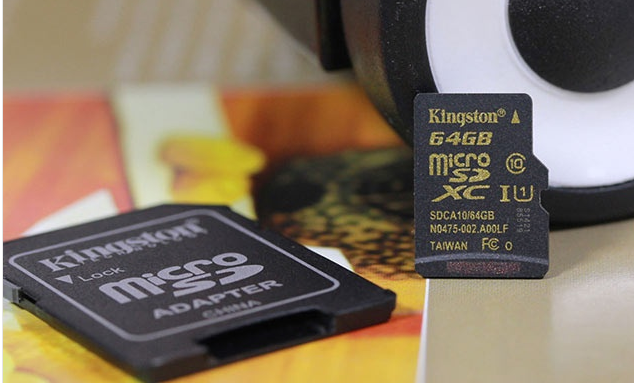 Kingston
Lock
micro
SD
ADAPTER
CHINA
Kingston®
64GB
micro
SD
XC I U1
10
SDCA10/64GB
N0475-002.A00LF
TAIWAN FC O